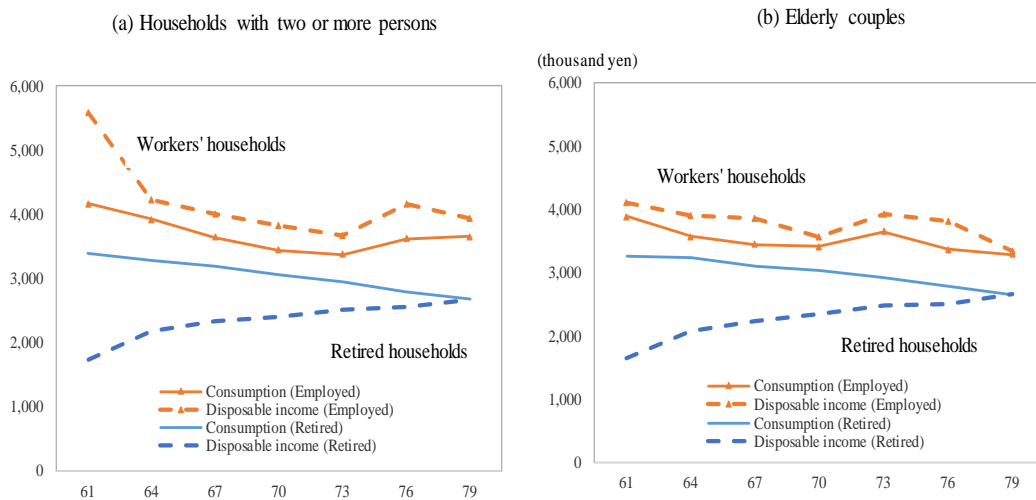 (a) Households with two or more persons
6,000
5,000
4,000
3,000
2,000
1,000
0
Workers' households
Retired households
Consumption (Employed)
Disposable income (Employed)
Consumption (Retired)
Disposable income (Retired)
61 64 67 70 73 76 79
(b) Elderly couples
(thousand yen)
6,000
5,000
4,000
3,000
2,000
1,000
0
Workers' households
Retired households
Consumption (Employed)
Disposable income (Employed)
Consumption (Retired)
Disposable income (Retired)
61 64 67 70 73 76 79